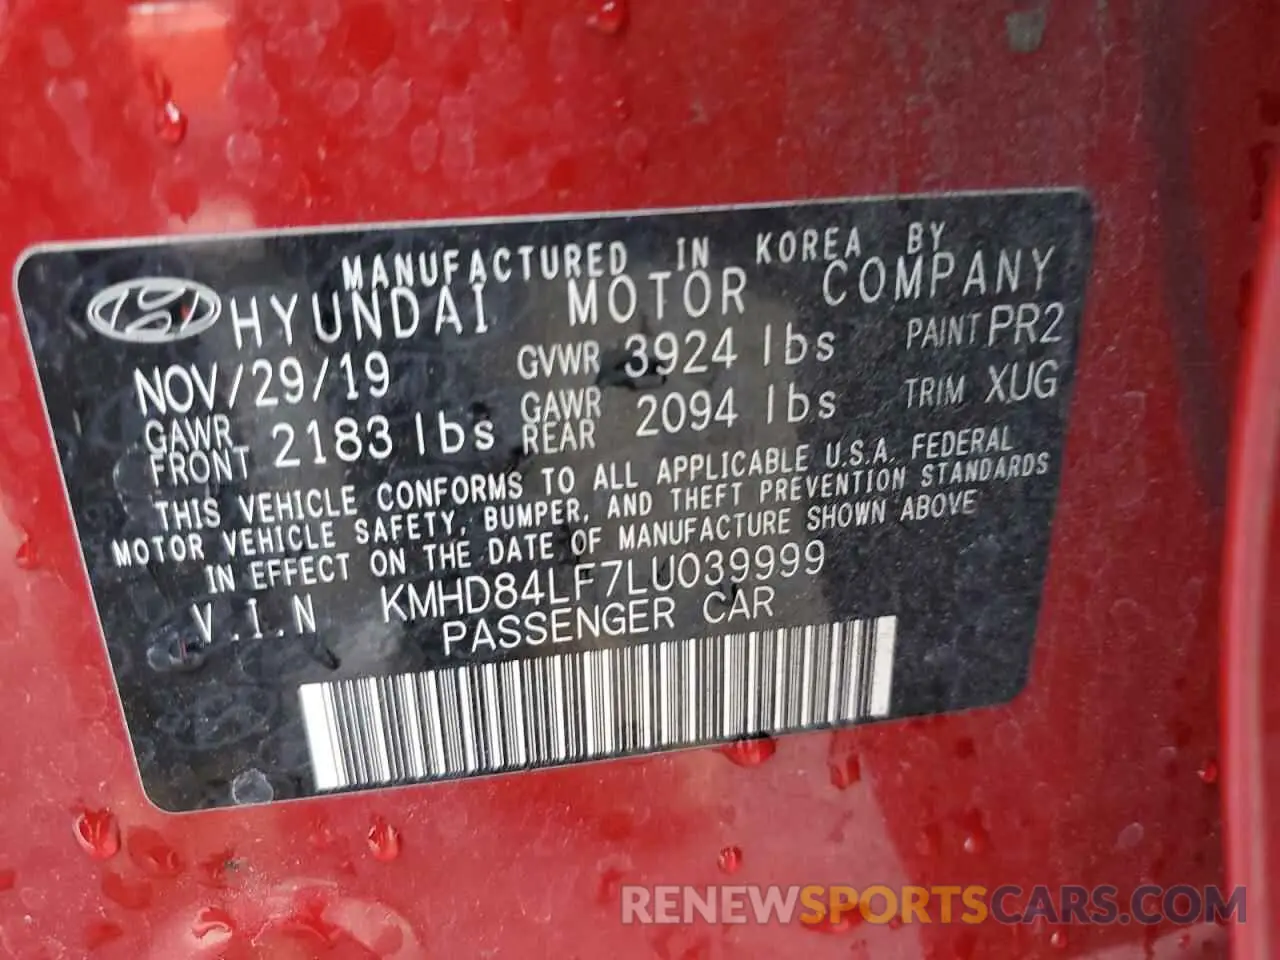 MANUFACTURED IN KOREA BY
HYUNDAI MOTOR COMPANY
NOV/29/19 GVWR 3924 lbs PAINT PR2
GAWR FRONT 2183 lbs GAWR REAR 2094 lbs TRIM XUG
THIS VEHICLE CONFORMS TO ALL APPLICABLE U.S.A. FEDERAL
MOTOR VEHICLE SAFETY, BUMPER, AND THEFT PREVENTION STANDARDS
IN EFFECT ON THE DATE OF MANUFACTURE SHOWN ABOVE
V.I.N KMHD84LF7LU039999
PASSENGER CAR
RENEWSPORTSCARS.COM